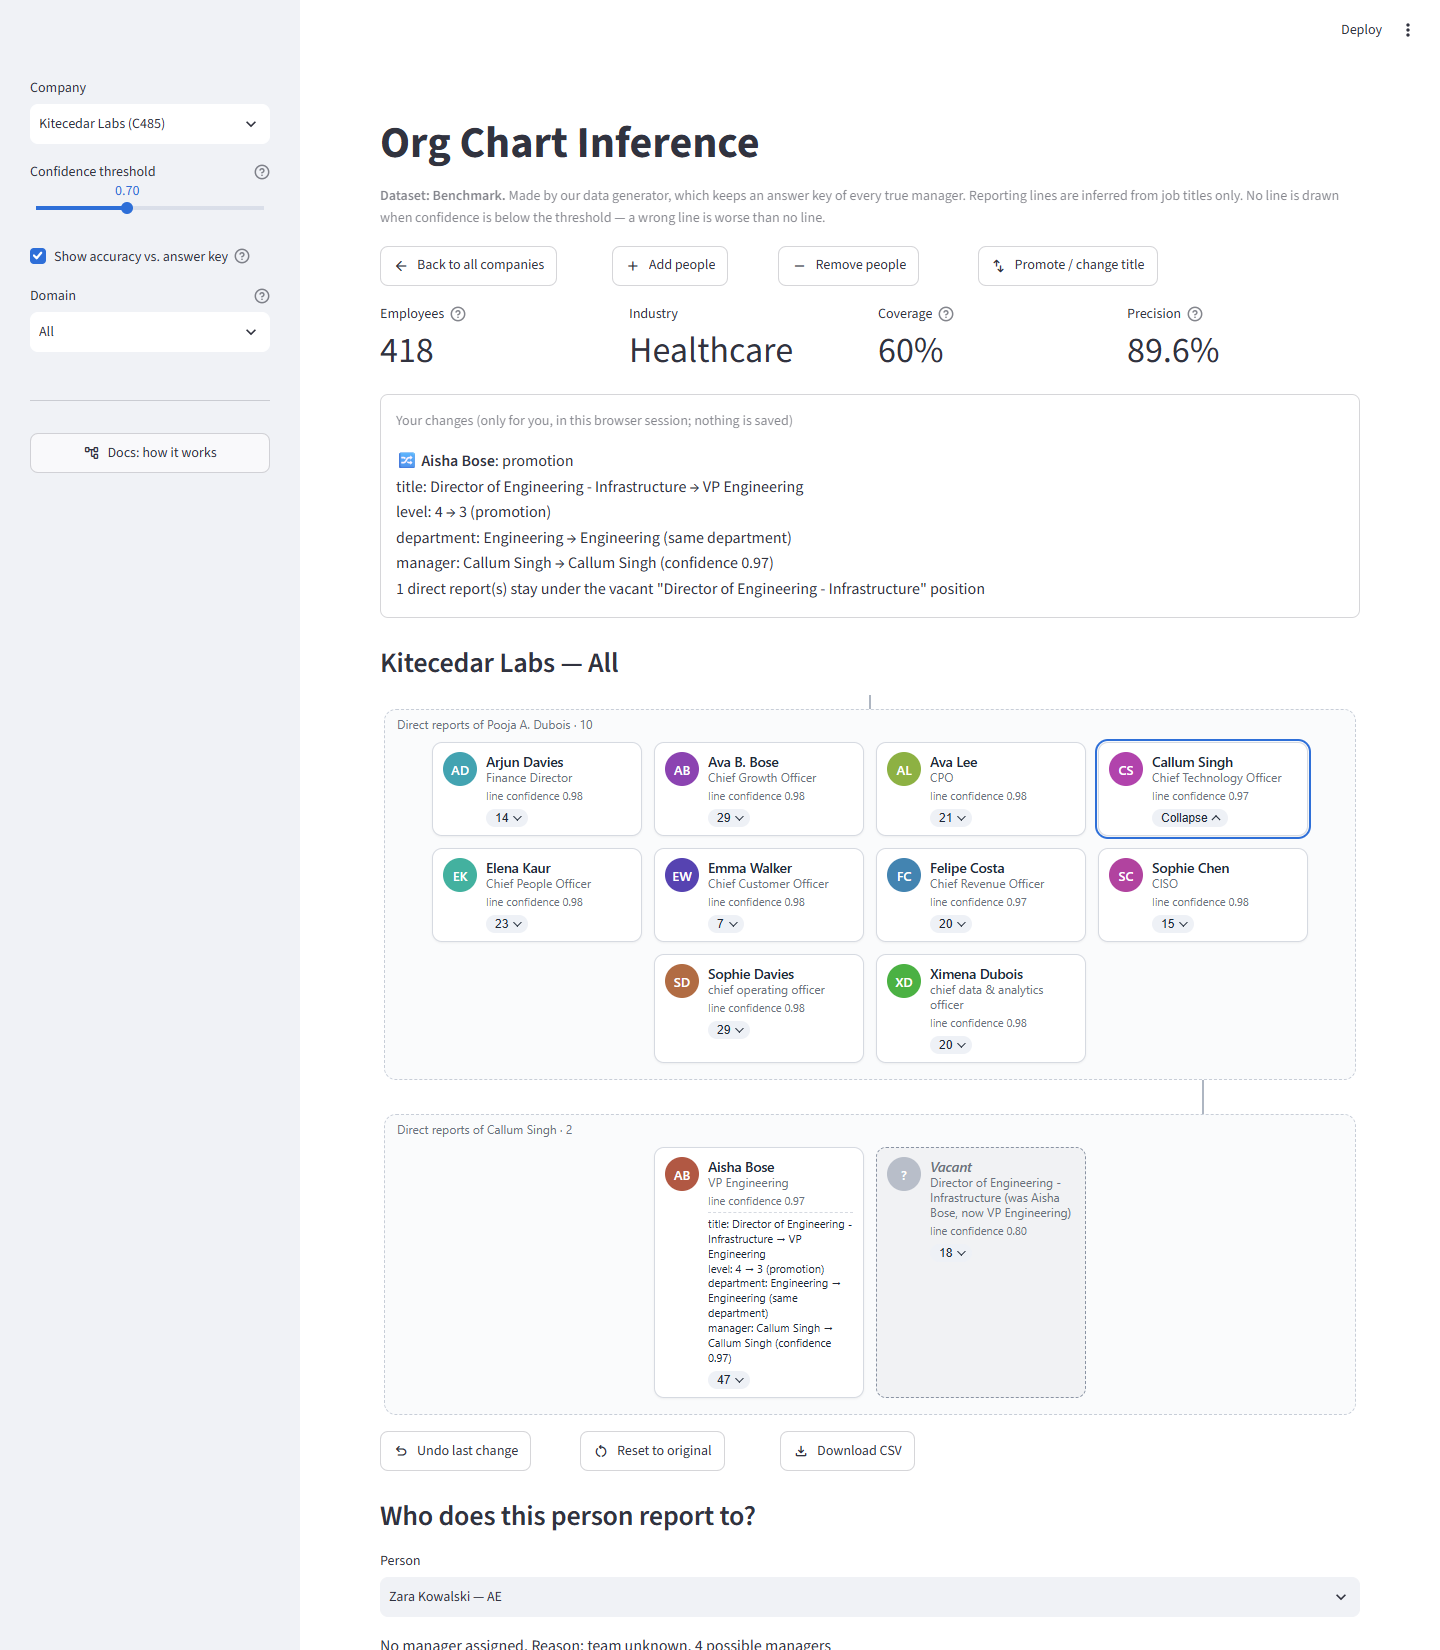 Deploy
Company
Kitecedar Labs (C485)
Confidence threshold
0.70
Show accuracy vs. answer key
Domain
All
Docs: how it works
Org Chart Inference
Dataset: Benchmark. Made by our data generator, which keeps an answer key of every true manager. Reporting lines are inferred from job titles only. No line is drawn
when confidence is below the threshold — a wrong line is worse than no line.
Back to all companies
Add people
Remove people
Promote / change title
Employees
Industry
Coverage
Precision
418
Healthcare
60%
89.6%
Your changes (only for you, in this browser session; nothing is saved)
Aisha Bose: promotion
title: Director of Engineering - Infrastructure → VP Engineering
level: 4 → 3 (promotion)
department: Engineering → Engineering (same department)
manager: Callum Singh → Callum Singh (confidence 0.97)
1 direct report(s) stay under the vacant "Director of Engineering - Infrastructure" position
Kitecedar Labs — All
Direct reports of Pooja A. Dubois · 10
AD
Arjun Davies
Finance Director
line confidence 0.98
14
AB
Ava B. Bose
Chief Growth Officer
line confidence 0.98
29
AL
Ava Lee
CPO
line confidence 0.98
21
CS
Callum Singh
Chief Technology Officer
line confidence 0.97
Collapse
EK
Elena Kaur
Chief People Officer
line confidence 0.98
23
EW
Emma Walker
Chief Customer Officer
line confidence 0.98
7
FC
Felipe Costa
Chief Revenue Officer
line confidence 0.97
20
SC
Sophie Chen
CISO
line confidence 0.98
15
SD
Sophie Davies
chief operating officer
line confidence 0.98
29
XD
Ximena Dubois
chief data & analytics
officer
line confidence 0.98
20
Direct reports of Callum Singh · 2
AB
Aisha Bose
VP Engineering
line confidence 0.97
title: Director of Engineering -
Infrastructure → VP
Engineering
level: 4 → 3 (promotion)
department: Engineering →
Engineering (same
department)
manager: Callum Singh →
Callum Singh (confidence
0.97)
47
?
Vacant
Director of Engineering -
Infrastructure (was Aisha
Bose, now VP Engineering)
line confidence 0.80
18
Undo last change
Reset to original
Download CSV
Who does this person report to?
Person
Zara Kowalski — AE
No manager assigned. Reason: team unknown, 4 possible managers